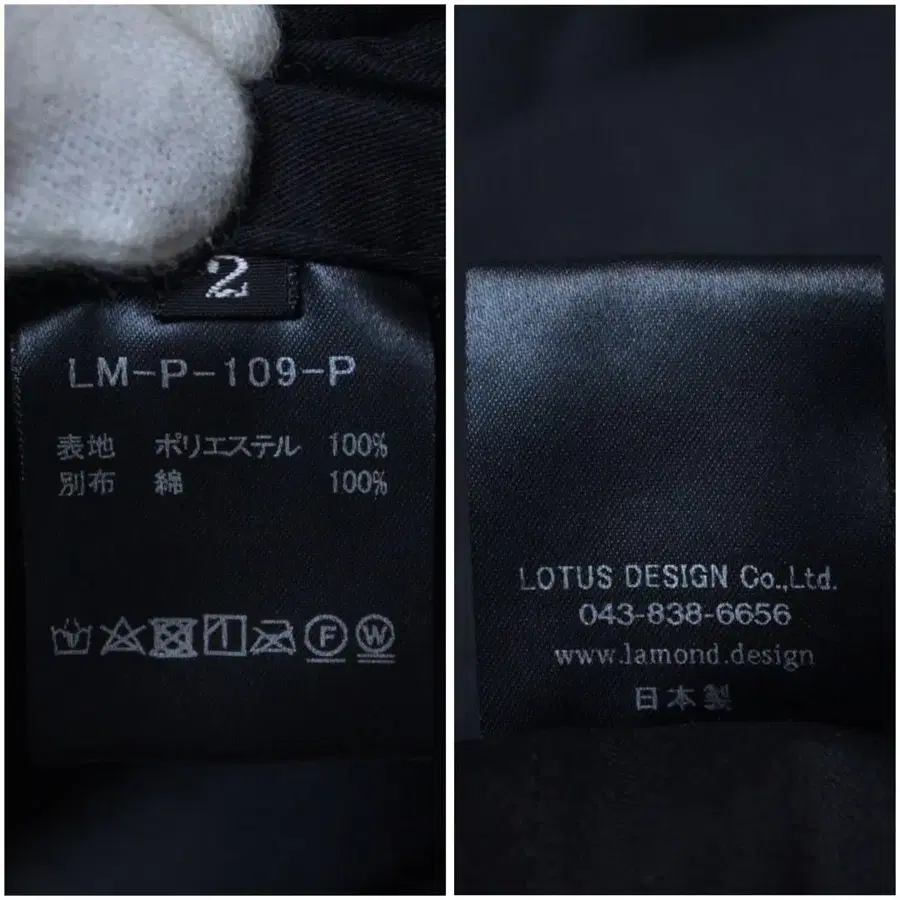 2
LM-P-109-P
表地 ポリエステル 100%
別布 綿 100%
F W
LOTUS DESIGN Co.,Ltd.
043-838-6656
www.lamond.design
日本製